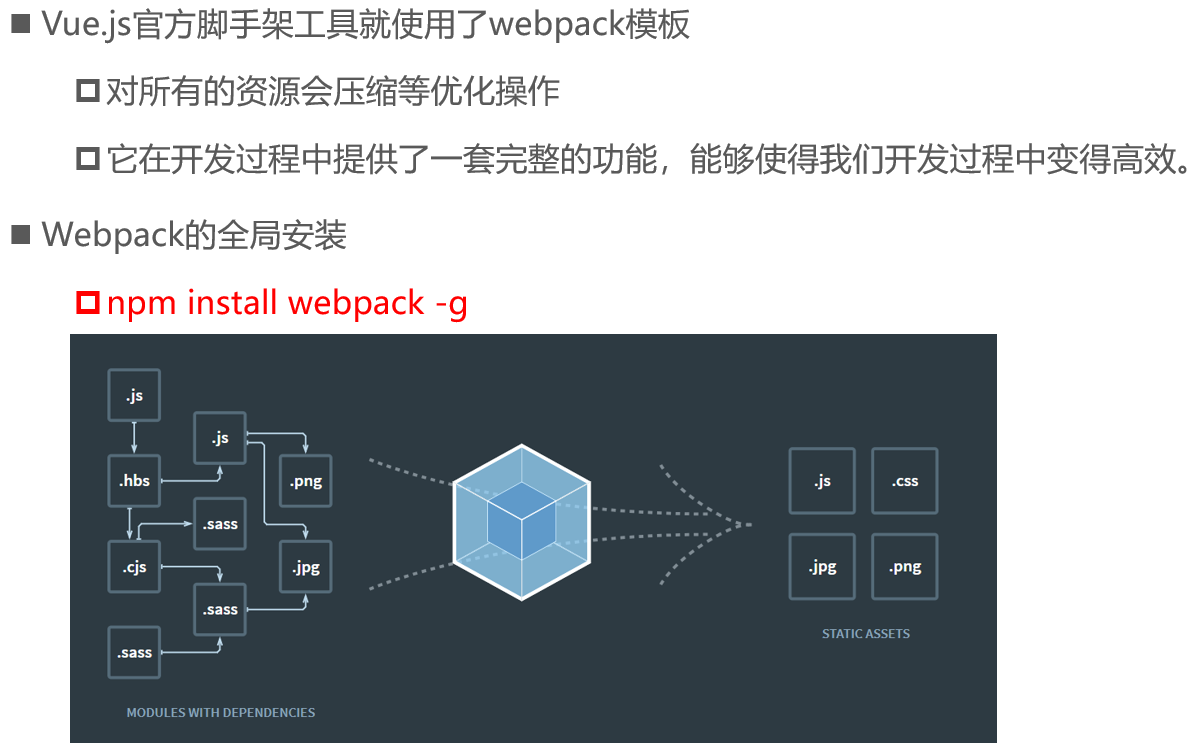 Vue.js官方脚手架工具就使用了webpack模板
对所有的资源会压缩等优化操作
它在开发过程中提供了一套完整的功能，能够使得我们开发过程中变得高效。
Webpack的全局安装
npm install webpack -g
.js
.js
.hbs
.png
.sass
.cjs
.jpg
.sass
.sass
MODULES WITH DEPENDENCIES
.js
.css
.jpg
.png
STATIC ASSETS